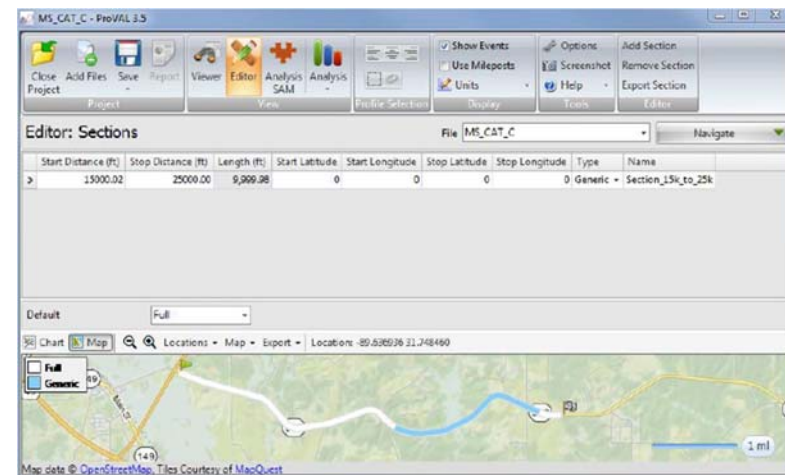 MS_CAT_C - ProVAL 3.5
Close Project
Add Files
Save
Report
Project
Viewer
Editor
Analysis SAM
Analysis
View
Profile Selection
Show Events
Use Mileposts
Units
Display
Options
Screenshot
Help
Tools
Add Section
Remove Section
Export Section
Editor
Editor: Sections
File MS_CAT_C
Navigate
Start Distance (ft) Stop Distance (ft) Length (ft) Start Latitude Start Longitude Stop Latitude Stop Longitude Type Name
15000.02 25000.00 9,999.98 0 0 0 0 Generic Section_15k_to_25k
Default Full
Chart Map Locations Map Export Location: -89.636936 31.748460
Full
Generic
49
Main St
149
1 mi
Map data © OpenStreetMap, Tiles Courtesy of MapQuest